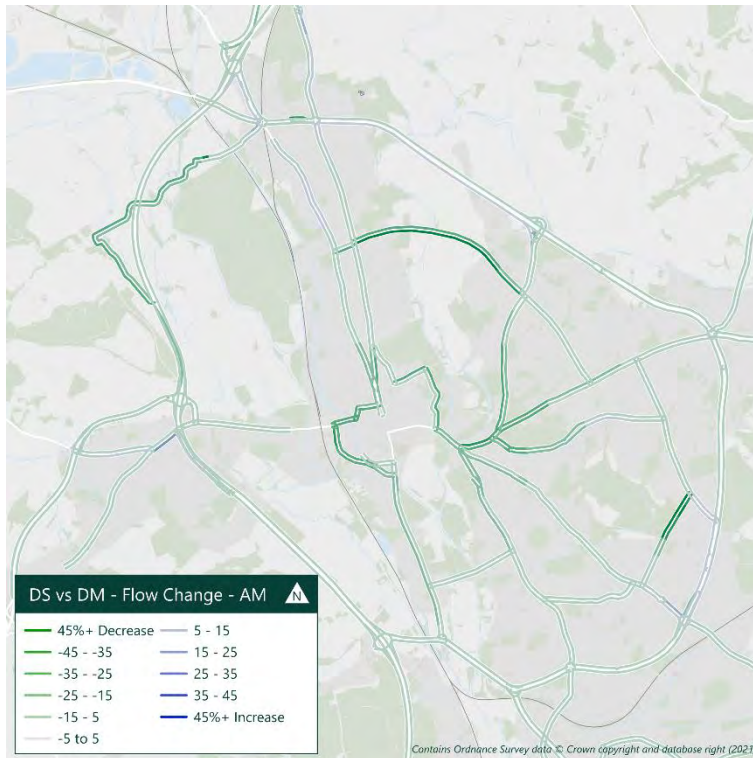 DS vs DM - Flow Change - AM N
45%+ Decrease
-45 - -35
-35 - -25
-25 - -15
-15 - 5
-5 to 5
5 - 15
15 - 25
25 - 35
35 - 45
45%+ Increase
Contains Ordnance Survey data © Crown copyright and database right (2021